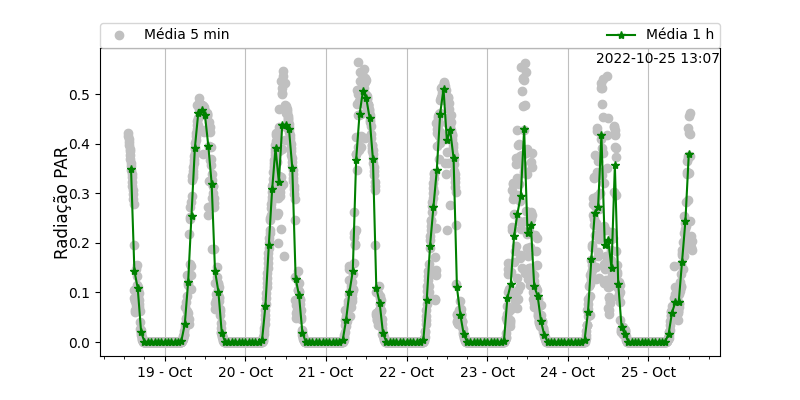 Média 5 min
Média 1 h
2022-10-25 13:07
Radiação PAR
0.5
0.4
0.3
0.2
0.1
0.0
19 - Oct
20 - Oct
21 - Oct
22 - Oct
23 - Oct
24 - Oct
25 - Oct